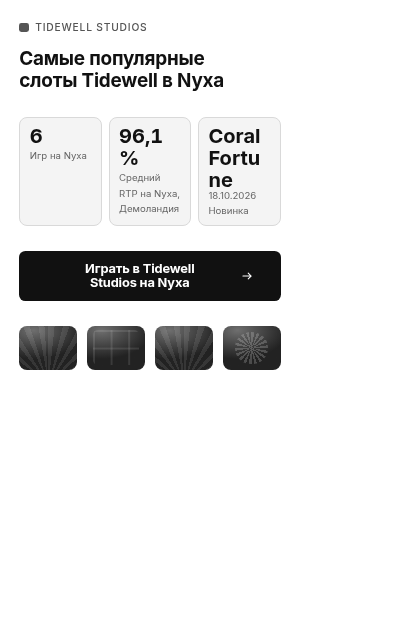 TIDEWELL STUDIOS
Самые популярные
слоты Tidewell в Nyxa
6
Игр на Nyxa
96,1
%
Средний
RTP на Nyxa,
Демоландия
Coral
Fortu
ne
18.10.2026
Новинка
Играть в Tidewell
Studios на Nyxa
→